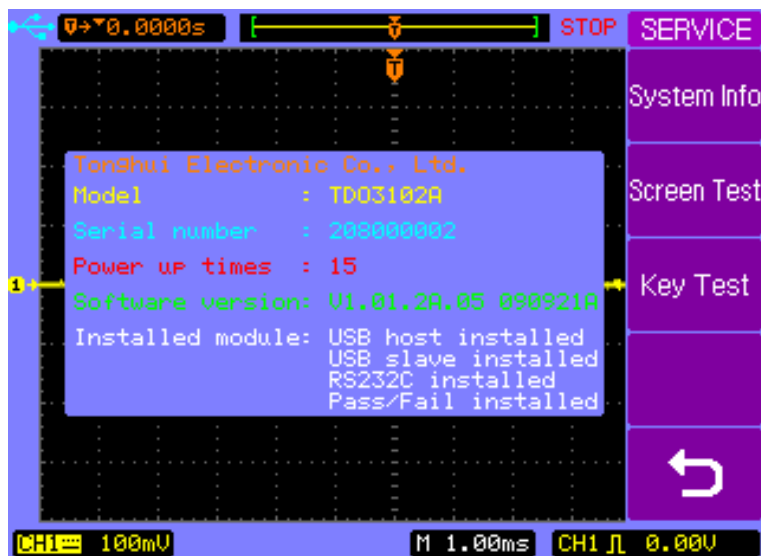 0.0000s
STOP
SERVICE
T
System Info
Tonghui Electronic Co., Ltd.
Model : TDO3102A
Screen Test
Serial number : 208000002
Power up times : 15
1
Key Test
Software version: V1.01.2A.05 090921A
Installed module: USB host installed
USB slave installed
RS232C installed
Pass/Fail installed
CH1 100mV
M 1.00ms
CH1 0.00V